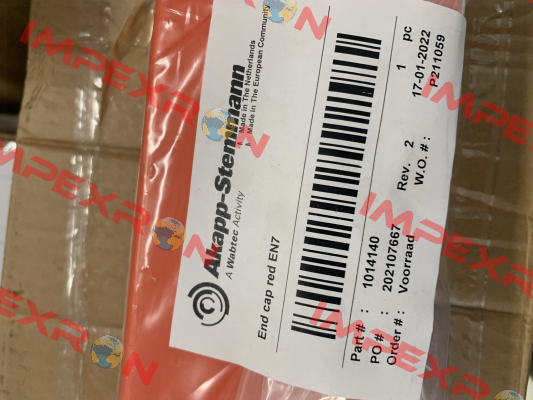 Akapp-Stemmann
A Wabtec Activity
Made in The Netherlands
Made in The European Community
End cap red EN7
Part # : 1014140
PO # : 202107667
Order # : Voorraad
Rev. 2
W.O. # :
1 pc
17-01-2022
P211059
IMPEXRON
IMPEXRON
IMPEXRON
IMPEXRON
IMPEXRON